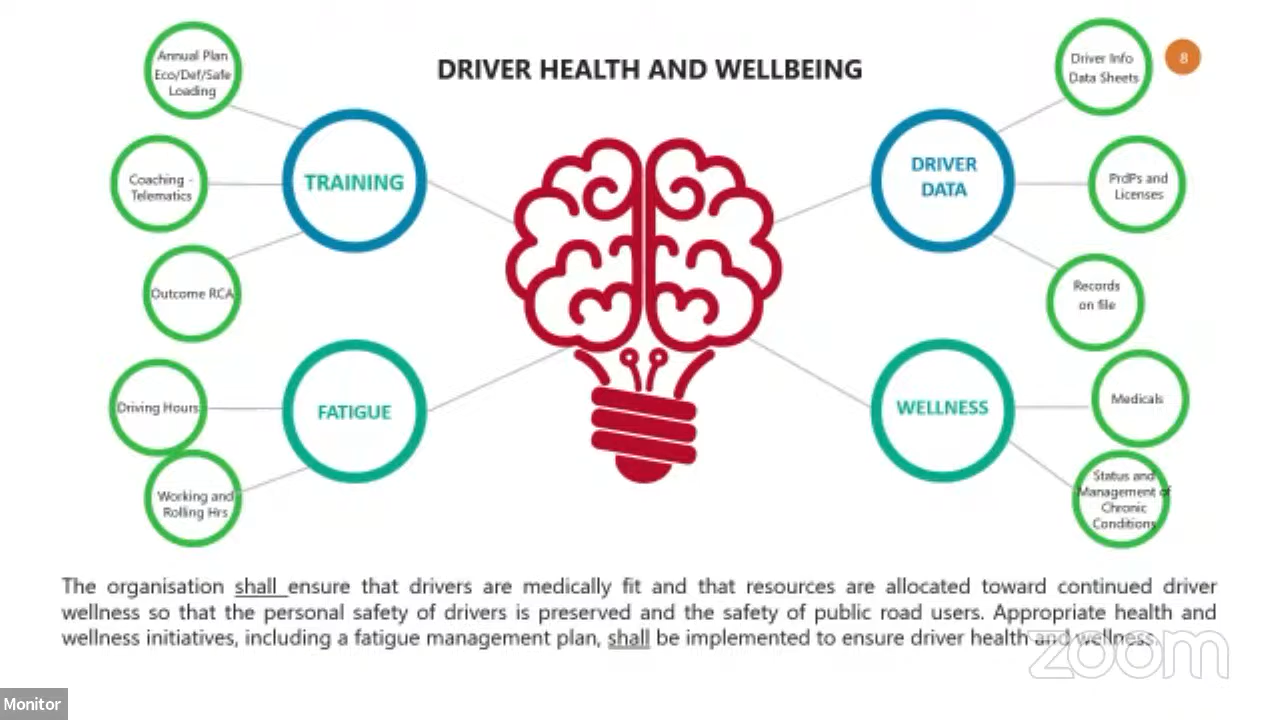 DRIVER HEALTH AND WELLBEING
8
Annual Plan
Eco/Def/Safe
Loading
Coaching -
Telematics
Outcome RCA
TRAINING
Driving Hours
Working and
Rolling Hrs
FATIGUE
DRIVER
DATA
Driver Info
Data Sheets
PrdPs and
Licenses
Records
on file
WELLNESS
Medicals
Status and
Management of
Chronic
Conditions
The organisation shall ensure that drivers are medically fit and that resources are allocated toward continued driver
wellness so that the personal safety of drivers is preserved and the safety of public road users. Appropriate health and
wellness initiatives, including a fatigue management plan, shall be implemented to ensure driver health and wellness.
zoom
Monitor